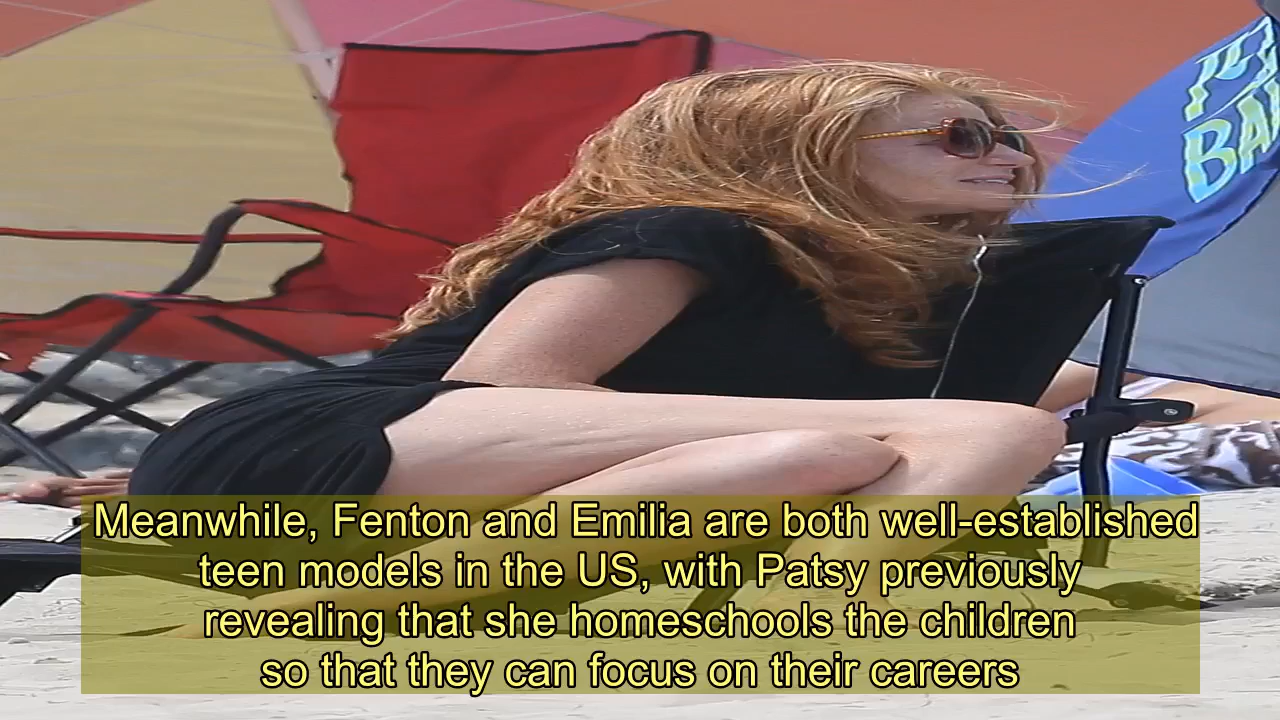 Meanwhile, Fenton and Emilia are both well-established
teen models in the US, with Patsy previously
revealing that she homeschools the children
so that they can focus on their careers